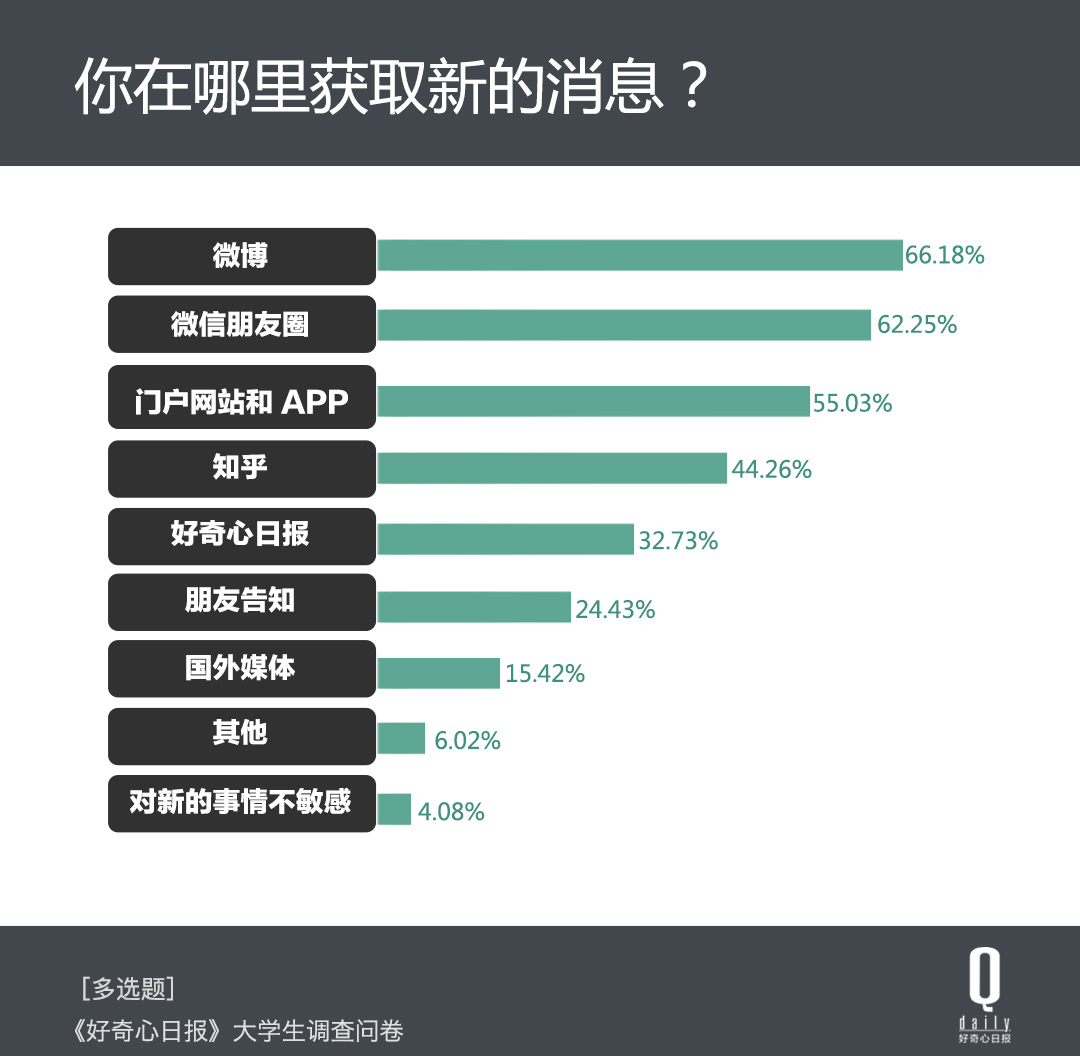 你在哪里获取新的消息？
微博 66.18%
微信朋友圈 62.25%
门户网站和 APP 55.03%
知乎 44.26%
好奇心日报 32.73%
朋友告知 24.43%
国外媒体 15.42%
其他 6.02%
对新的事情不敏感 4.08%
[多选题]
《好奇心日报》大学生调查问卷
Q
daily
好奇心日报